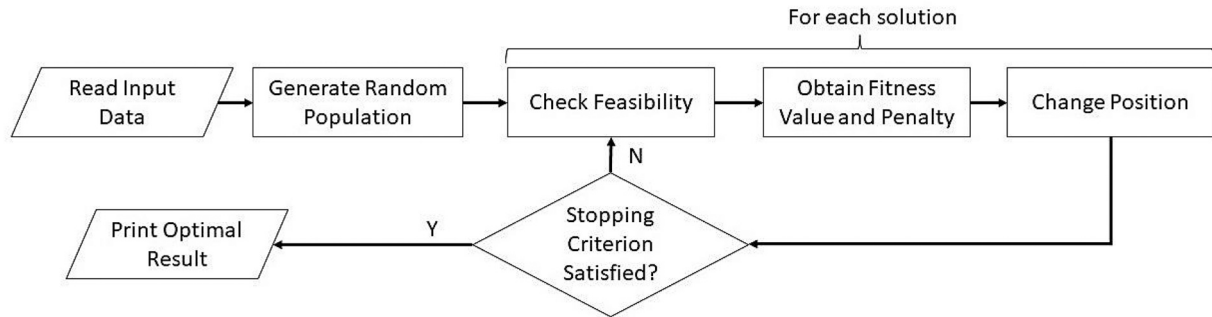 For each solution
Read Input
Data
Generate Random
Population
Check Feasibility
Obtain Fitness
Value and Penalty
Change Position
N
Stopping
Criterion
Satisfied?
Y
Print Optimal
Result